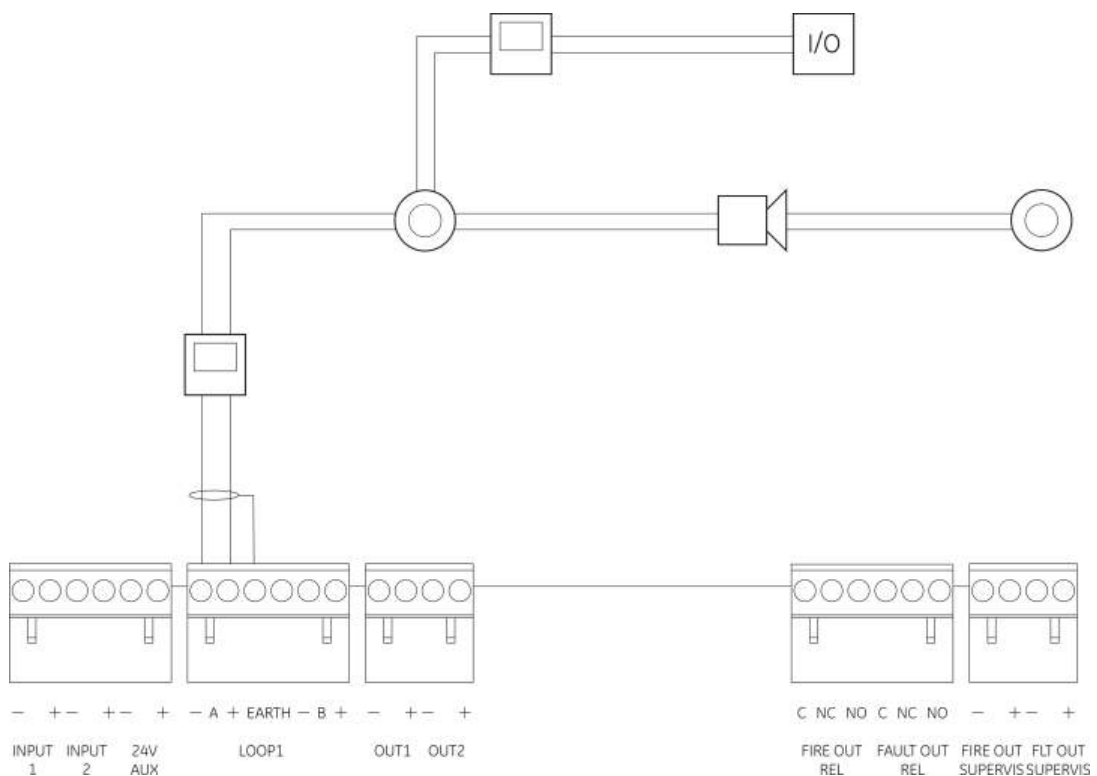 I/O
− + − + − + − A + EARTH − B + − + − + C NC NO C NC NO − + − +
INPUT INPUT 24V LOOP1 OUT1 OUT2 FIRE OUT FAULT OUT FIRE OUT FLT OUT
1 2 AUX REL REL SUPERVIS SUPERVIS